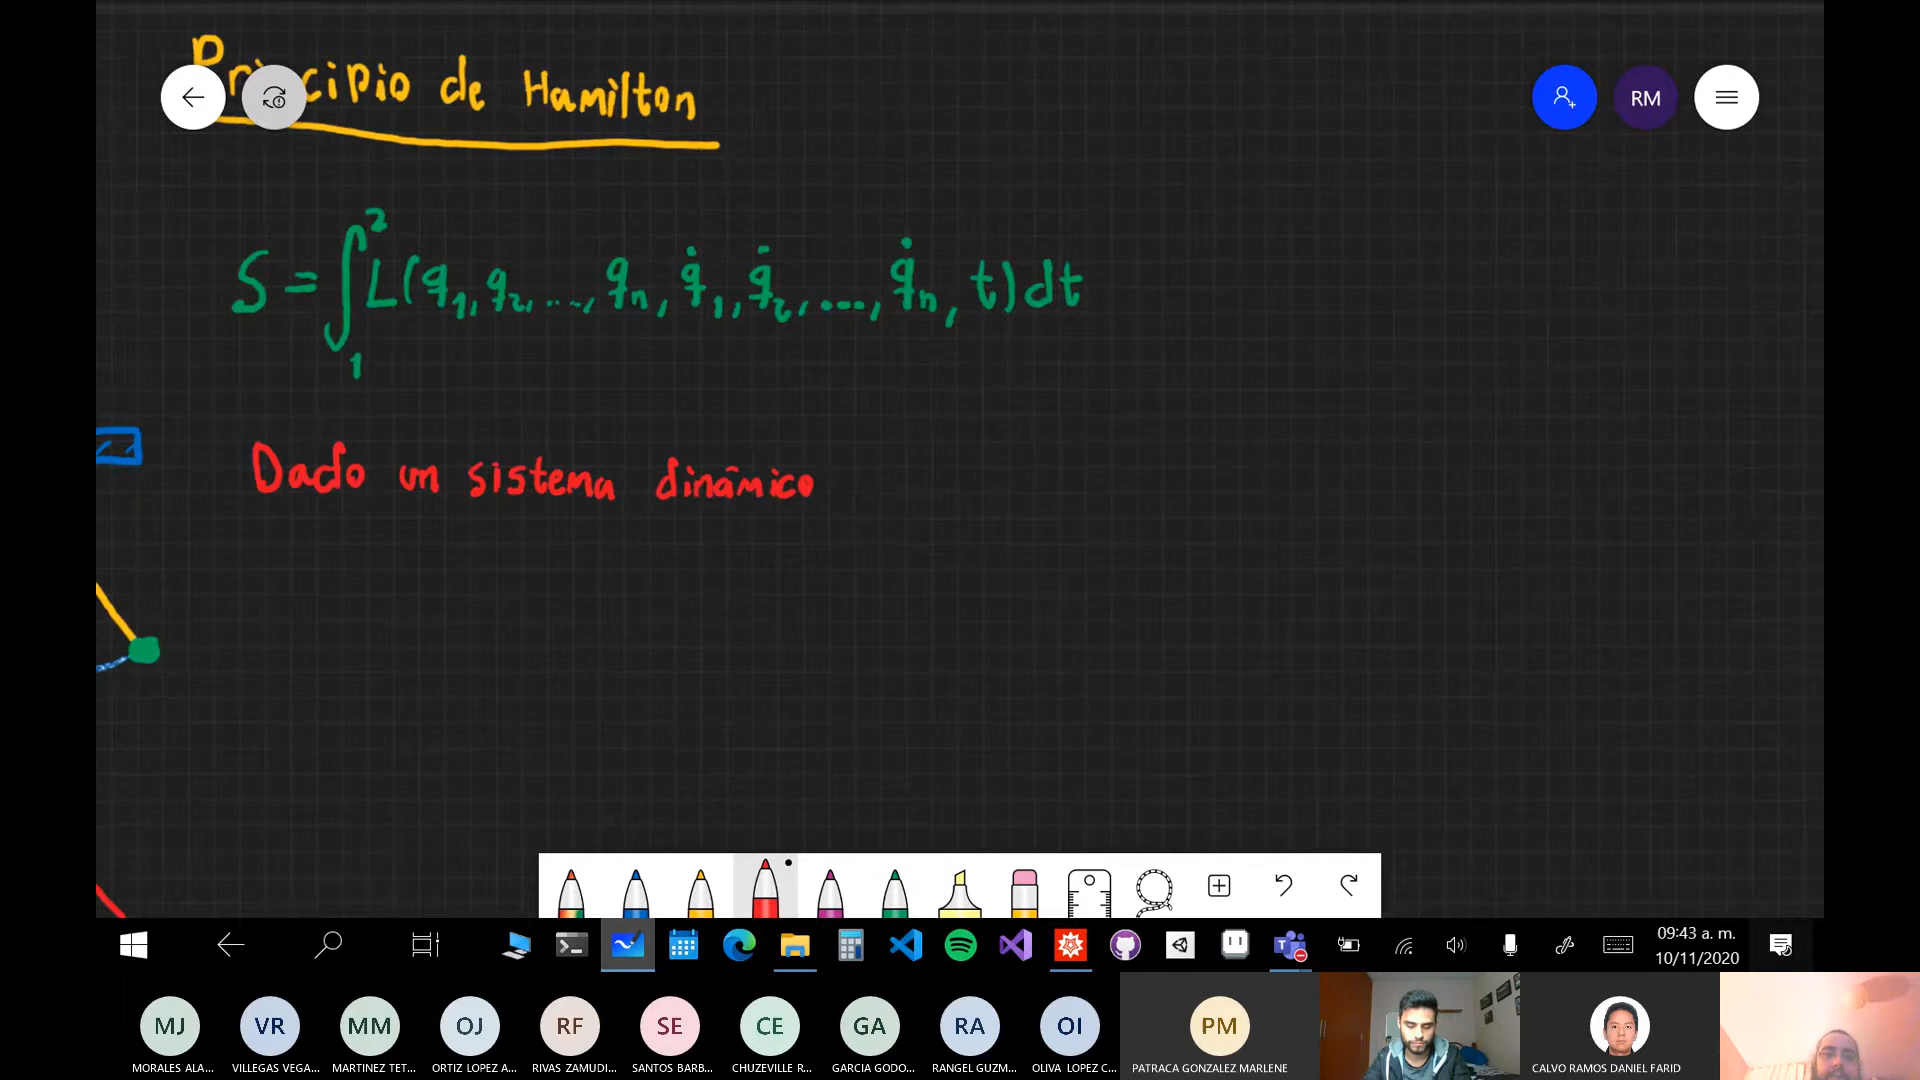 Principio de Hamilton
RM
S = ∫₁² L(q₁, q₂, ..., qₙ, q̇₁, q̇₂, ..., q̇ₙ, t) dt
Dado un sistema dinámico
09:43 a. m.
10/11/2020
MJ VR MM OJ RF SE CE GA RA OI PM
MORALES ALA... VILLEGAS VEGA... MARTINEZ TET... ORTIZ LOPEZ A... RIVAS ZAMUDI... SANTOS BARB... CHUZEVILLE R... GARCIA GODO... RANGEL GUZM... OLIVA LOPEZ C... PATRACA GONZALEZ MARLENE CALVO RAMOS DANIEL FARID